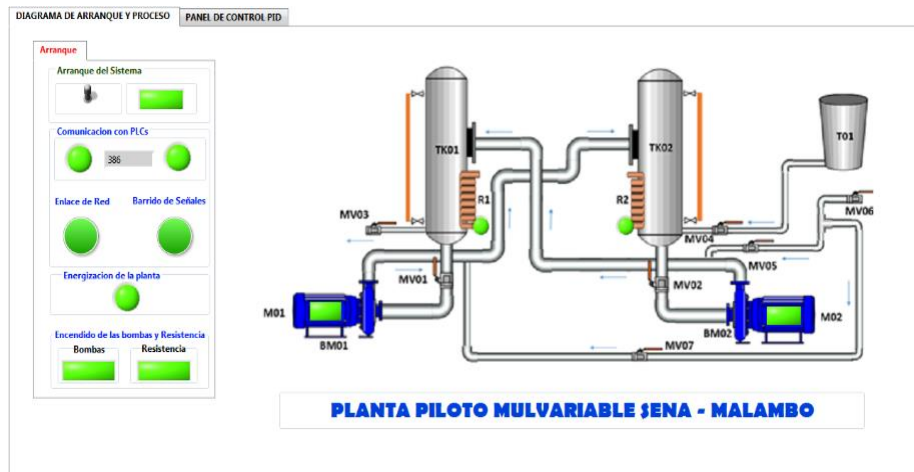 DIAGRAMA DE ARRANQUE Y PROCESO
PANEL DE CONTROL PID
Arranque
Arranque del Sistema
Comunicacion con PLCs
386
Enlace de Red
Barrido de Señales
Energizacion de la planta
Encendido de las bombas y Resistencia
Bombas
Resistencia
TK01
TK02
T01
R1
R2
MV03
MV04
MV06
MV01
MV02
MV05
M01
M02
BM01
BM02
MV07
PLANTA PILOTO MULVARIABLE SENA - MALAMBO